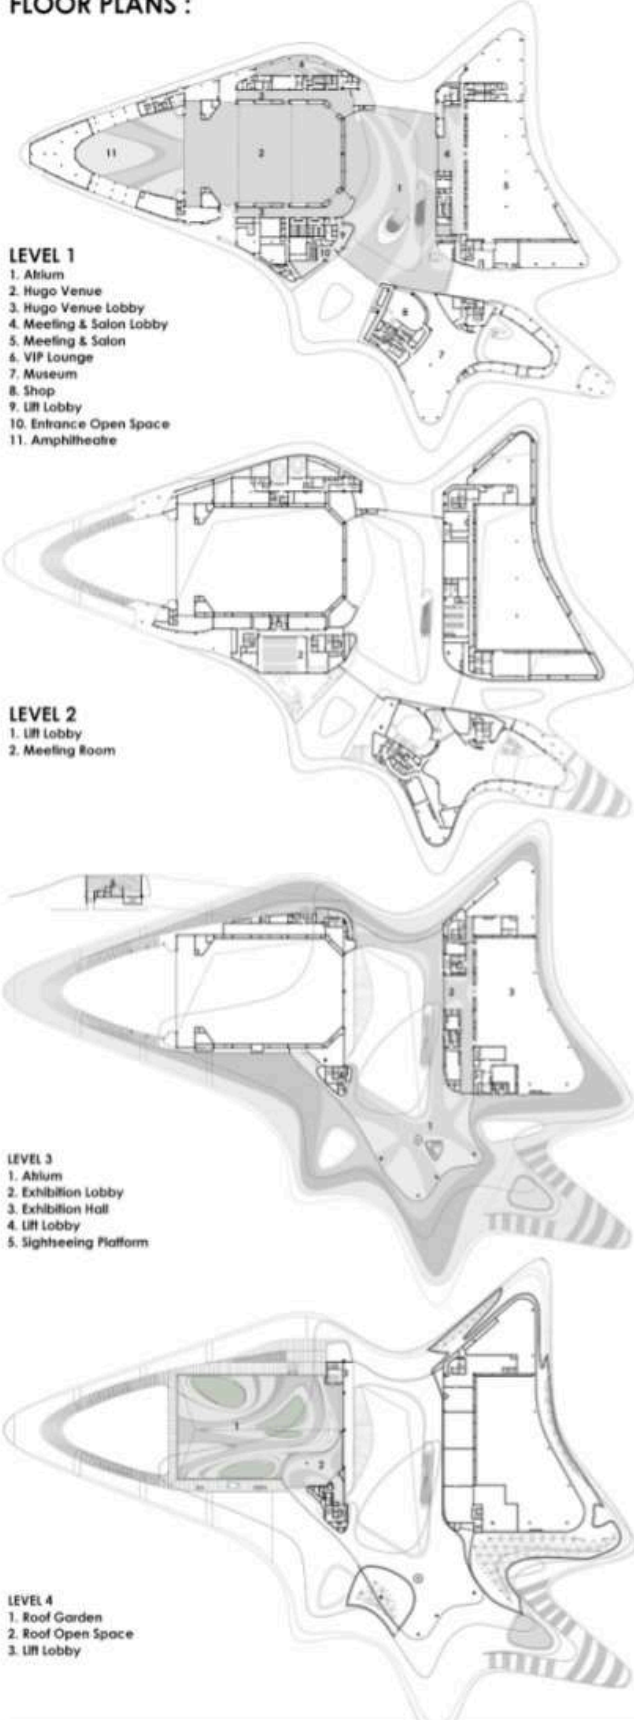 FLOOR PLANS :
LEVEL 1
1. Atrium
2. Hugo Venue
3. Hugo Venue Lobby
4. Meeting & Salon Lobby
5. Meeting & Salon
6. VIP Lounge
7. Museum
8. Shop
9. Lift Lobby
10. Entrance Open Space
11. Amphitheatre
LEVEL 2
1. Lift Lobby
2. Meeting Room
LEVEL 3
1. Atrium
2. Exhibition Lobby
3. Exhibition Hall
4. Lift Lobby
5. Sightseeing Platform
LEVEL 4
1. Roof Garden
2. Roof Open Space
3. Lift Lobby